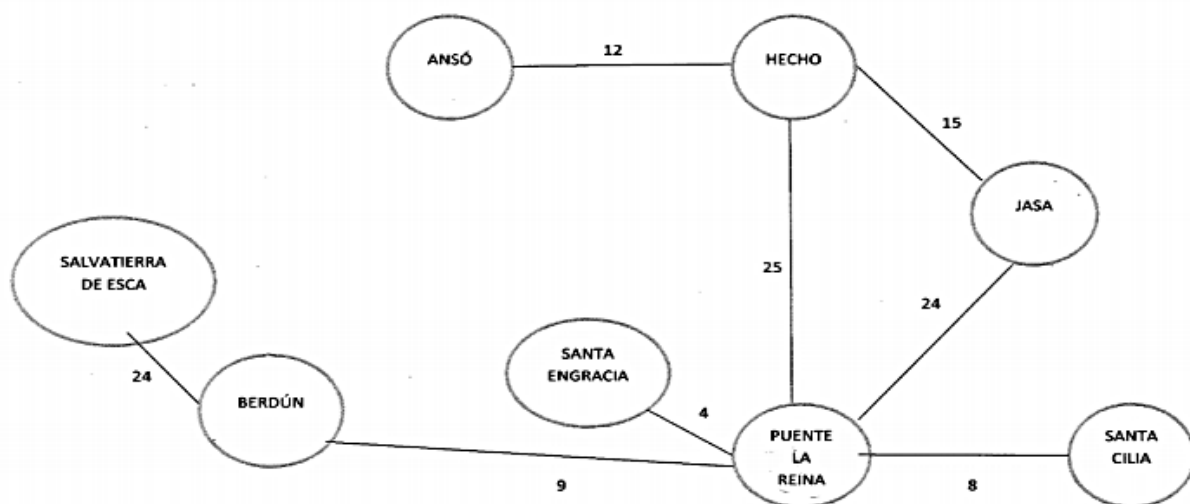 12
ANSÓ
HECHO
15
JASA
SALVATIERRA
DE ESCA
25
24
SANTA
ENGRACIA
24
BERDÚN
4
PUENTE
LA
REINA
SANTA
CILIA
9
8